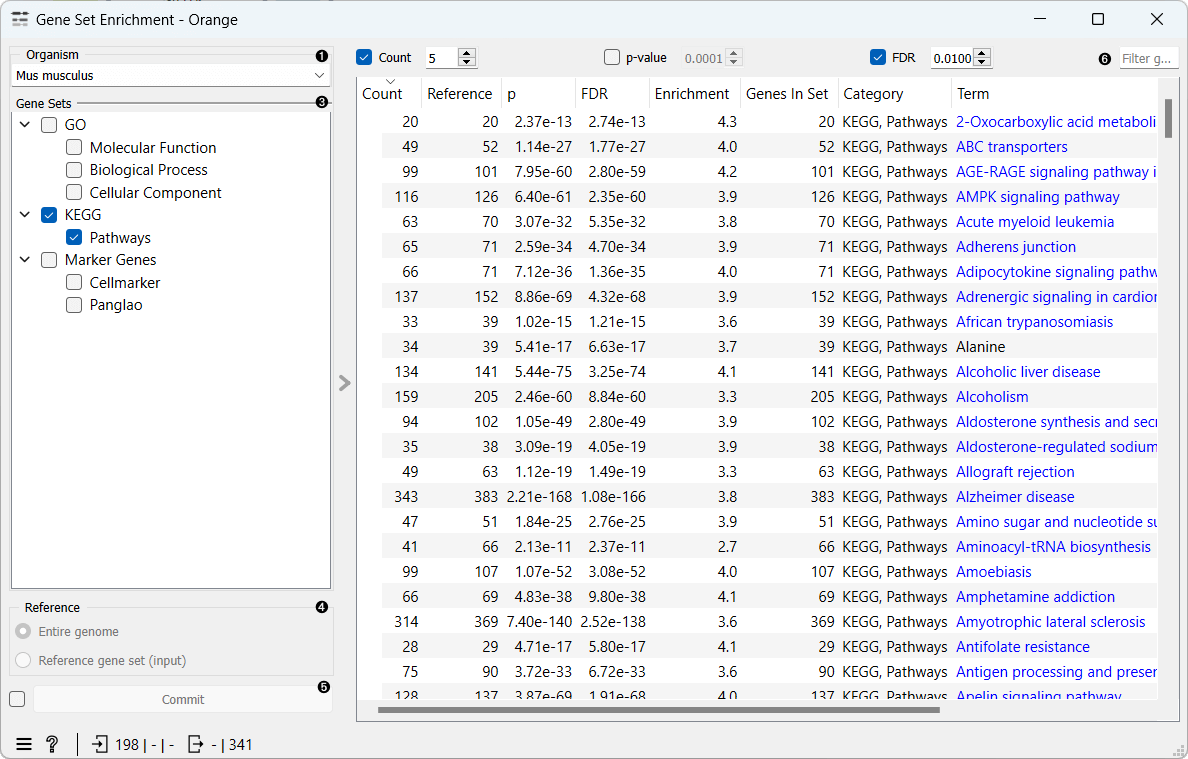 Gene Set Enrichment - Orange
Organism 1
Mus musculus
Gene Sets 3
GO
Molecular Function
Biological Process
Cellular Component
KEGG
Pathways
Marker Genes
Cellmarker
Panglao
Reference 4
Entire genome
Reference gene set (input)
5
Commit
198 | - | - - | 341
Count 5 p-value 0.0001 FDR 0.0100 6 Filter g...
Count Reference p FDR Enrichment Genes In Set Category Term
20 20 2.37e-13 2.74e-13 4.3 20 KEGG, Pathways 2-Oxocarboxylic acid metaboli
49 52 1.14e-27 1.77e-27 4.0 52 KEGG, Pathways ABC transporters
99 101 7.95e-60 2.80e-59 4.2 101 KEGG, Pathways AGE-RAGE signaling pathway i
116 126 6.40e-61 2.35e-60 3.9 126 KEGG, Pathways AMPK signaling pathway
63 70 3.07e-32 5.35e-32 3.8 70 KEGG, Pathways Acute myeloid leukemia
65 71 2.59e-34 4.70e-34 3.9 71 KEGG, Pathways Adherens junction
66 71 7.12e-36 1.36e-35 4.0 71 KEGG, Pathways Adipocytokine signaling pathw
137 152 8.86e-69 4.32e-68 3.9 152 KEGG, Pathways Adrenergic signaling in cardior
33 39 1.02e-15 1.21e-15 3.6 39 KEGG, Pathways African trypanosomiasis
34 39 5.41e-17 6.63e-17 3.7 39 KEGG, Pathways Alanine
134 141 5.44e-75 3.25e-74 4.1 141 KEGG, Pathways Alcoholic liver disease
159 205 2.46e-60 8.84e-60 3.3 205 KEGG, Pathways Alcoholism
94 102 1.05e-49 2.80e-49 3.9 102 KEGG, Pathways Aldosterone synthesis and secr
35 38 3.09e-19 4.05e-19 3.9 38 KEGG, Pathways Aldosterone-regulated sodium
49 63 1.12e-19 1.49e-19 3.3 63 KEGG, Pathways Allograft rejection
343 383 2.21e-168 1.08e-166 3.8 383 KEGG, Pathways Alzheimer disease
47 51 1.84e-25 2.76e-25 3.9 51 KEGG, Pathways Amino sugar and nucleotide su
41 66 2.13e-11 2.37e-11 2.7 66 KEGG, Pathways Aminoacyl-tRNA biosynthesis
99 107 1.07e-52 3.08e-52 4.0 107 KEGG, Pathways Amoebiasis
66 69 4.83e-38 9.80e-38 4.1 69 KEGG, Pathways Amphetamine addiction
314 369 7.40e-140 2.52e-138 3.6 369 KEGG, Pathways Amyotrophic lateral sclerosis
28 29 4.71e-17 5.80e-17 4.1 29 KEGG, Pathways Antifolate resistance
75 90 3.72e-33 6.72e-33 3.6 90 KEGG, Pathways Antigen processing and preser
128 137 3.87e-69 1.91e-68 4.0 137 KEGG, Pathways Apelin signaling pathway